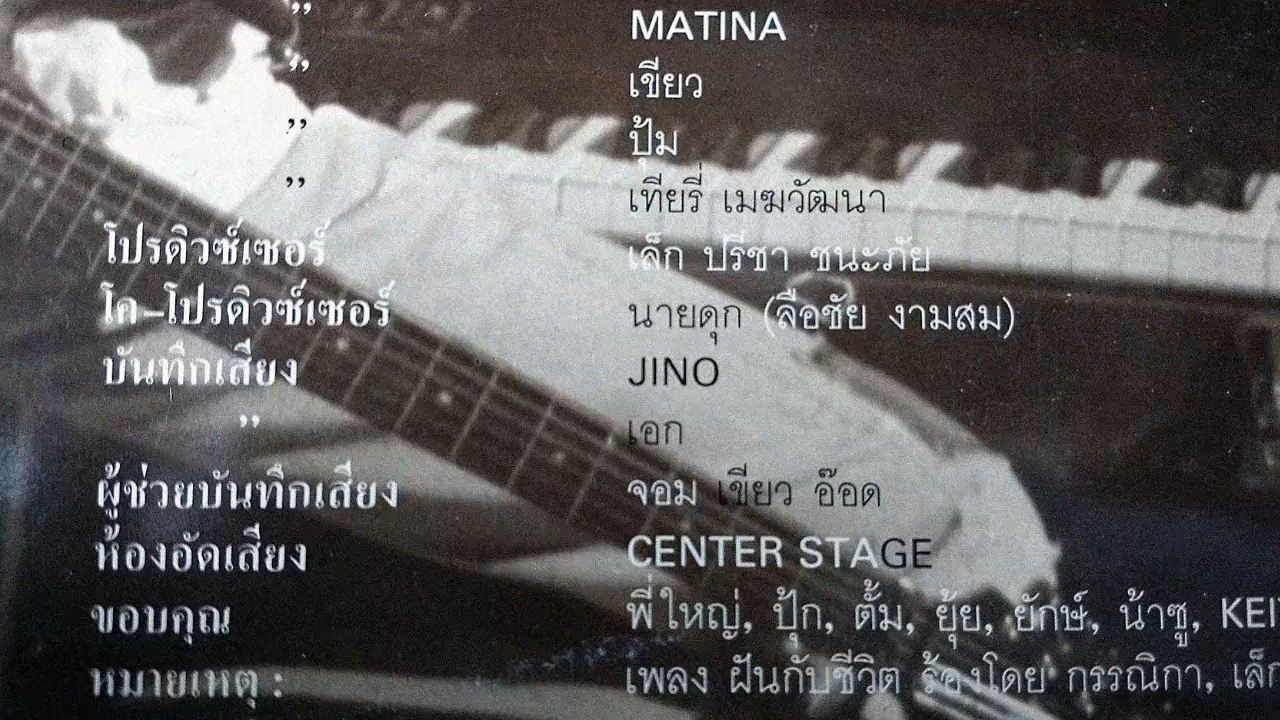 ” MATINA
” เขียว
” ปุ้ม
” เทียรี่ เมฆวัฒนา
โปรดิวซ์เซอร์ เล็ก ปรีชา ชนะภัย
โค-โปรดิวซ์เซอร์ นายดุก (ลือชัย งามสม)
บันทึกเสียง JINO
” เอก
ผู้ช่วยบันทึกเสียง จอม เขียว อ๊อด
ห้องอัดเสียง CENTER STAGE
ขอบคุณ พี่ใหญ่, ปุ้ก, ตั้ม, ยุ้ย, ยักษ์, น้าซู, KEI
หมายเหตุ : เพลง ฝันกับชีวิต ร้องโดย กรรณิกา, เล็ก